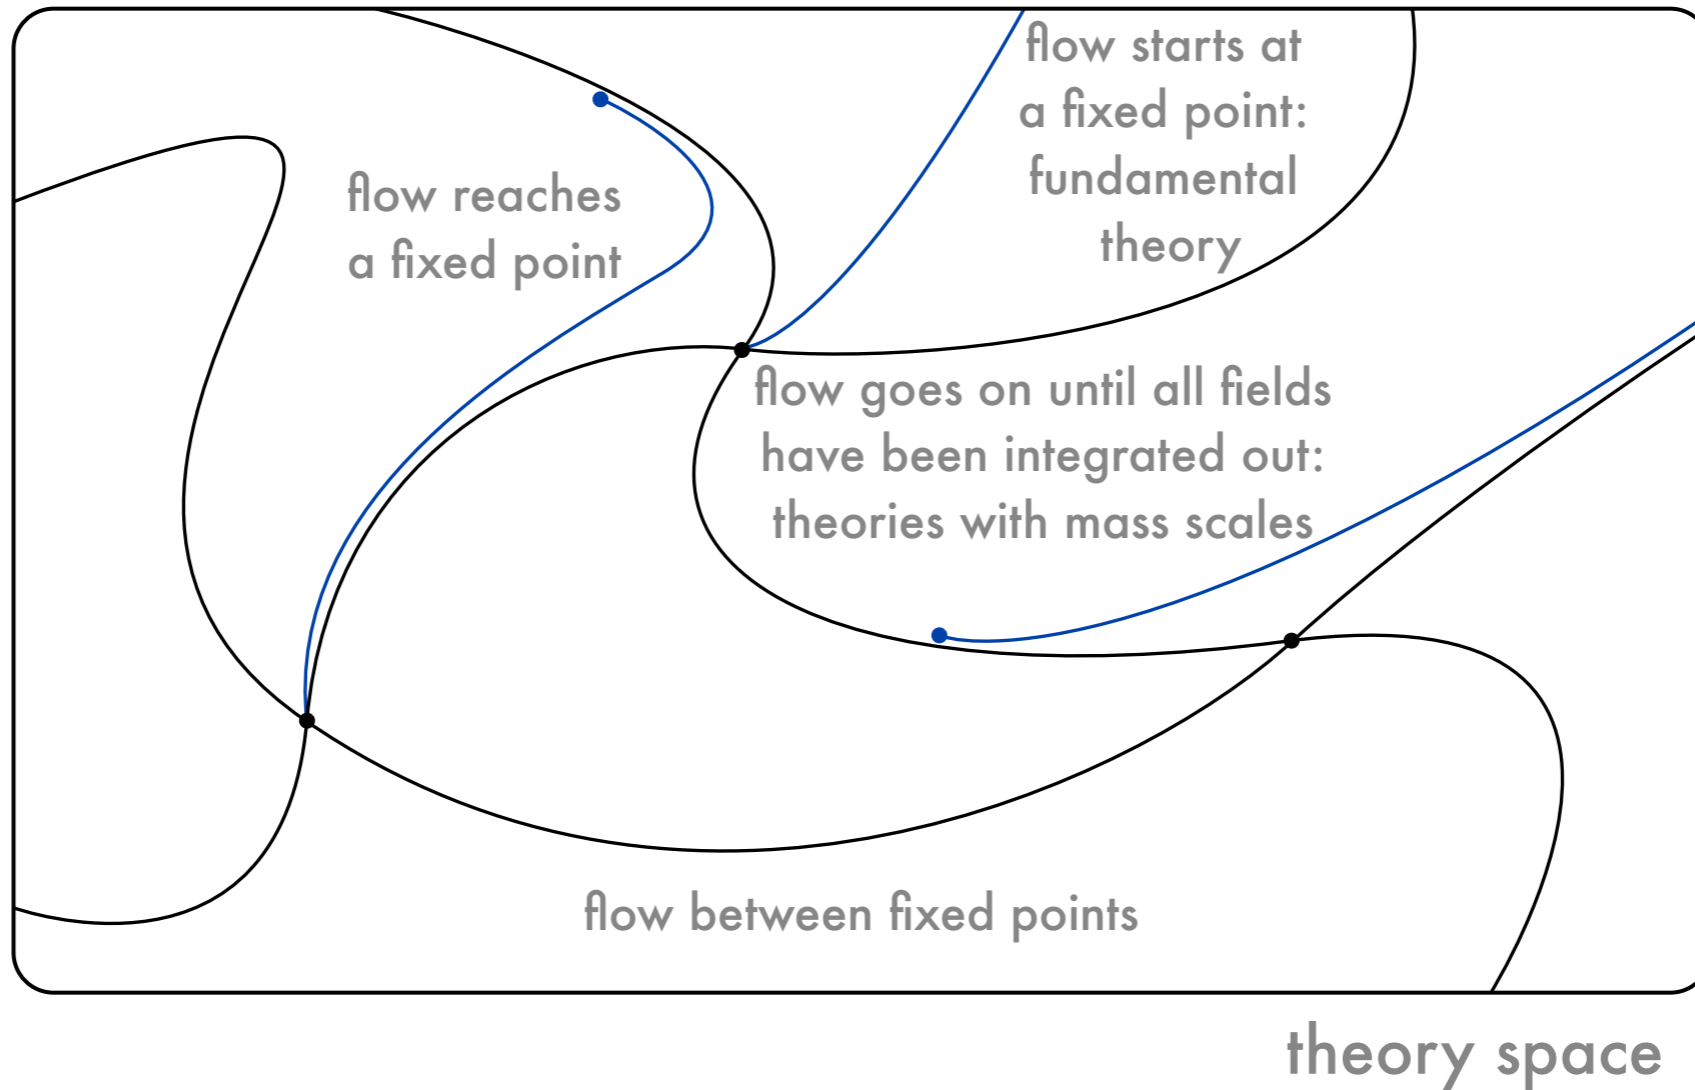 flow starts at
a fixed point:
fundamental
theory
flow reaches
a fixed point
flow goes on until all fields
have been integrated out:
theories with mass scales
flow between fixed points
theory space